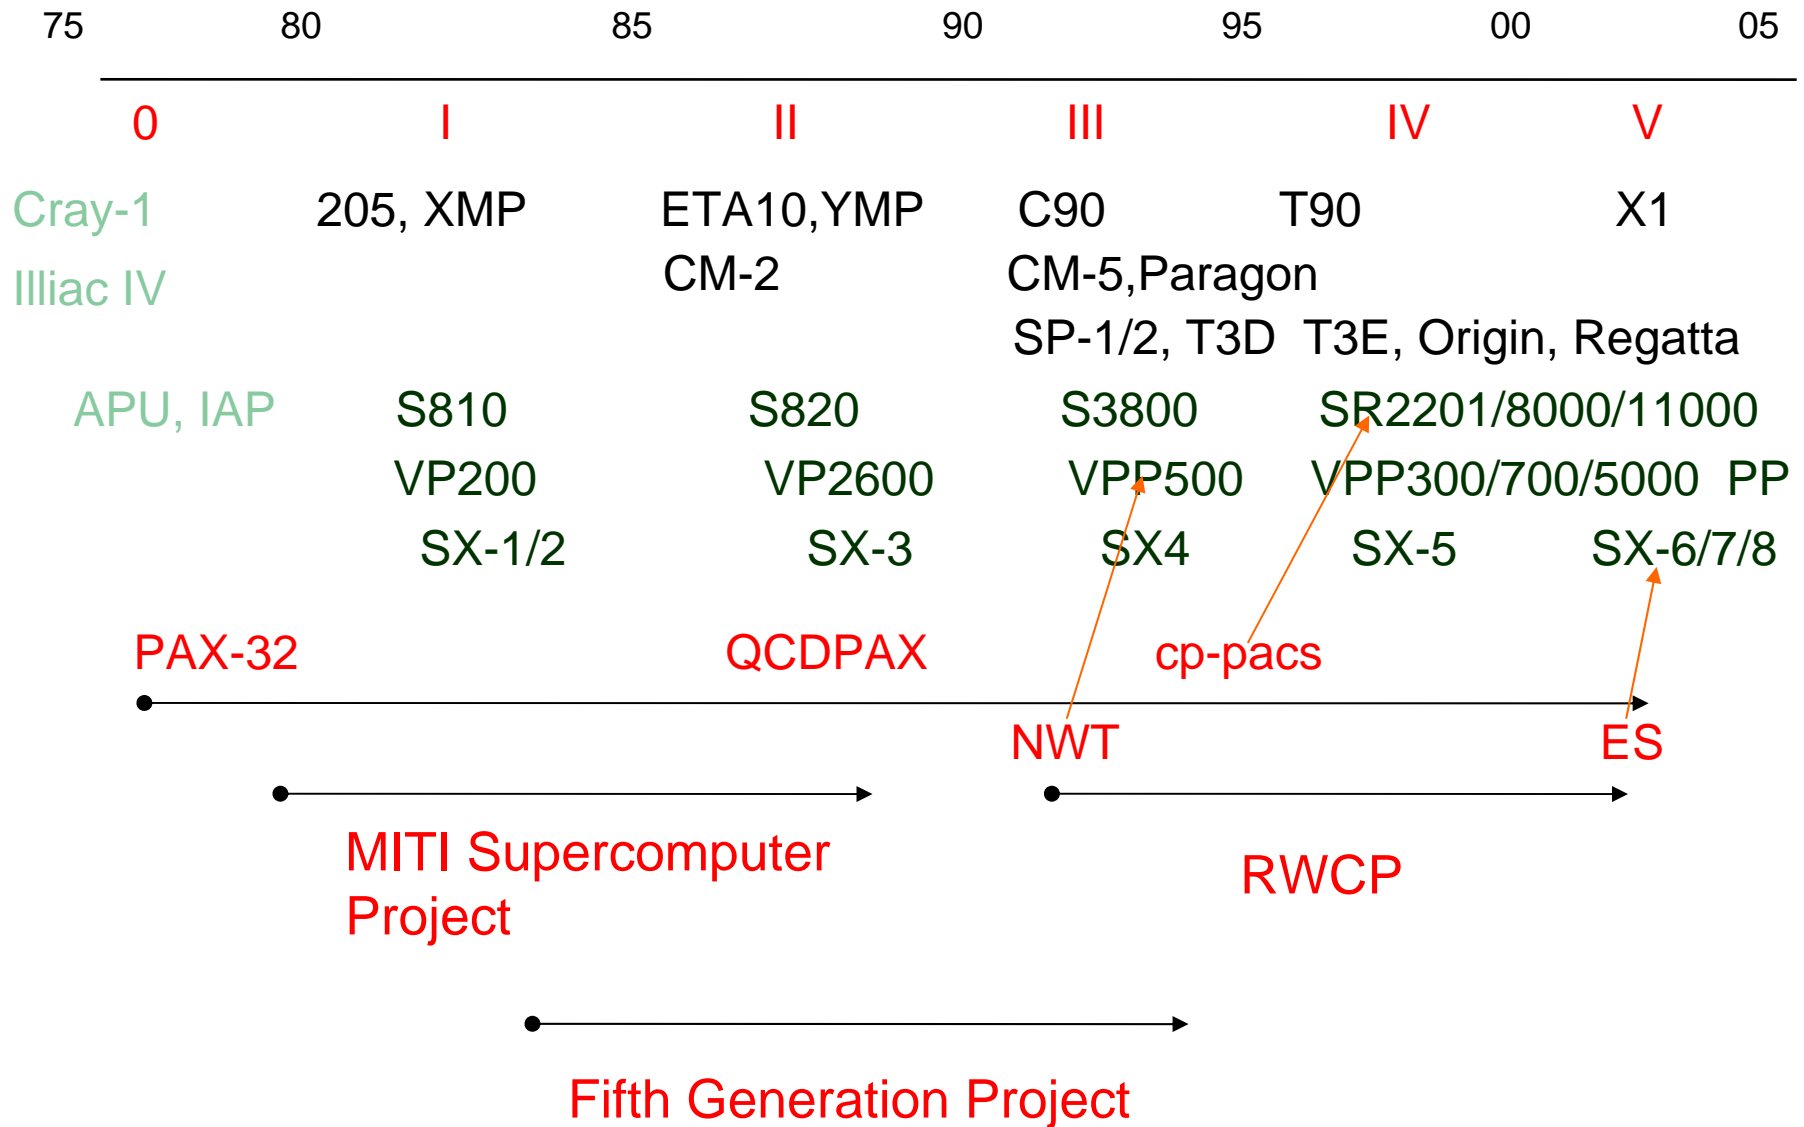 75 80 85 90 95 00 05
0 I II III IV V
Cray-1 205, XMP ETA10,YMP C90 T90 X1
Illiac IV CM-2 CM-5,Paragon
SP-1/2, T3D T3E, Origin, Regatta
APU, IAP S810 S820 S3800 SR2201/8000/11000
VP200 VP2600 VPP500 VPP300/700/5000 PP
SX-1/2 SX-3 SX4 SX-5 SX-6/7/8
PAX-32 QCDPAX cp-pacs
NWT ES
MITI Supercomputer
Project
RWCP
Fifth Generation Project